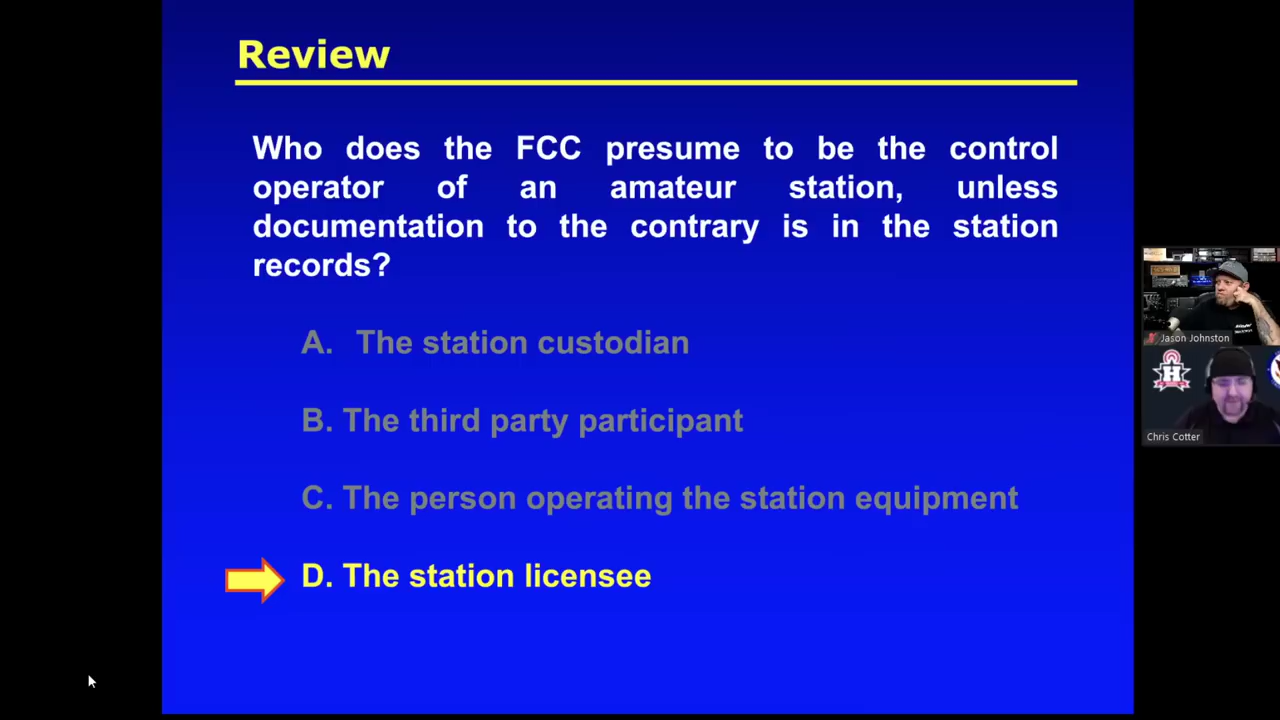 Review
Who does the FCC presume to be the control
operator of an amateur station, unless
documentation to the contrary is in the station
records?
A. The station custodian
B. The third party participant
C. The person operating the station equipment
D. The station licensee
Jason Johnston
H
Chris Cotter